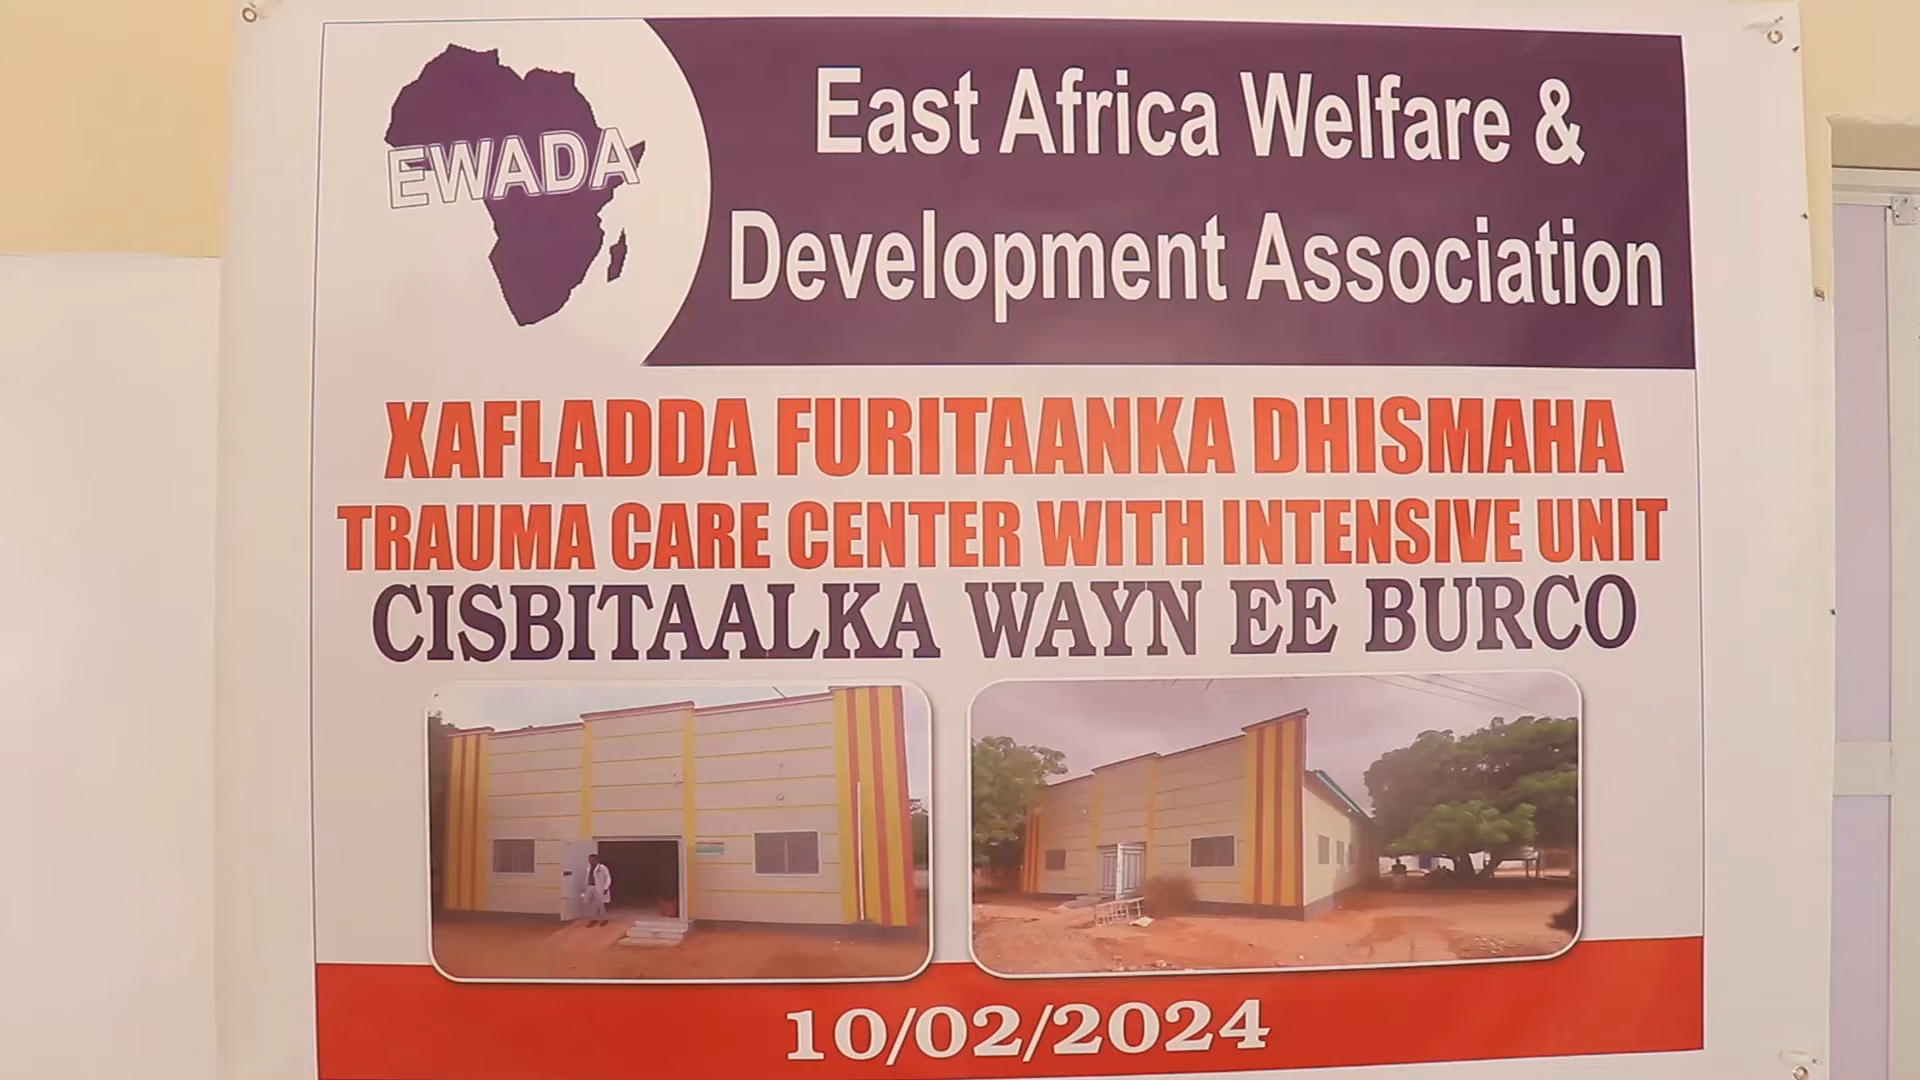 EWADA
East Africa Welfare &
Development Association
XAFLADDA FURITAANKA DHISMAHA
TRAUMA CARE CENTER WITH INTENSIVE UNIT
CISBITAALKA WAYN EE BURCO
10/02/2024